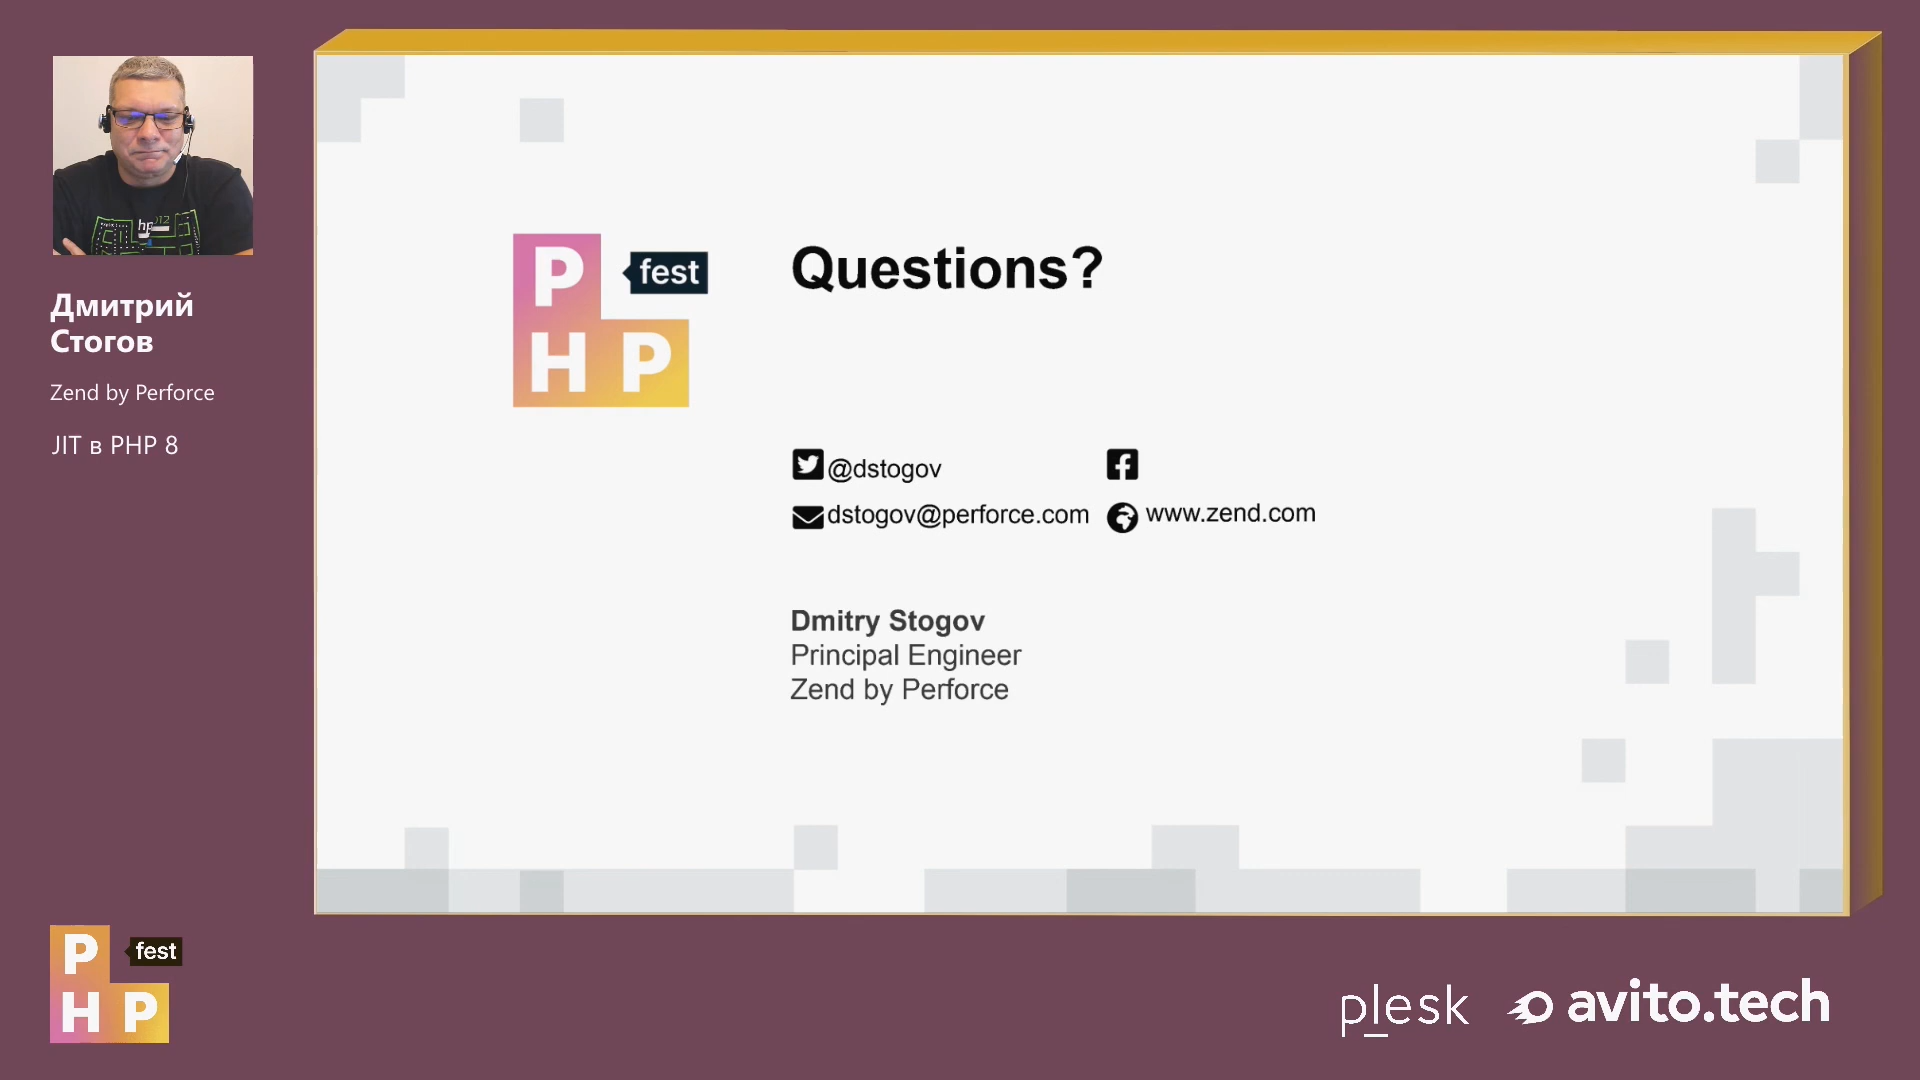 hp
Дмитрий
Стогов
Zend by Perforce
JIT в PHP 8
P fest
H P
Questions?
@dstogov
dstogov@perforce.com www.zend.com
Dmitry Stogov
Principal Engineer
Zend by Perforce
P fest
H P
plesk avito.tech